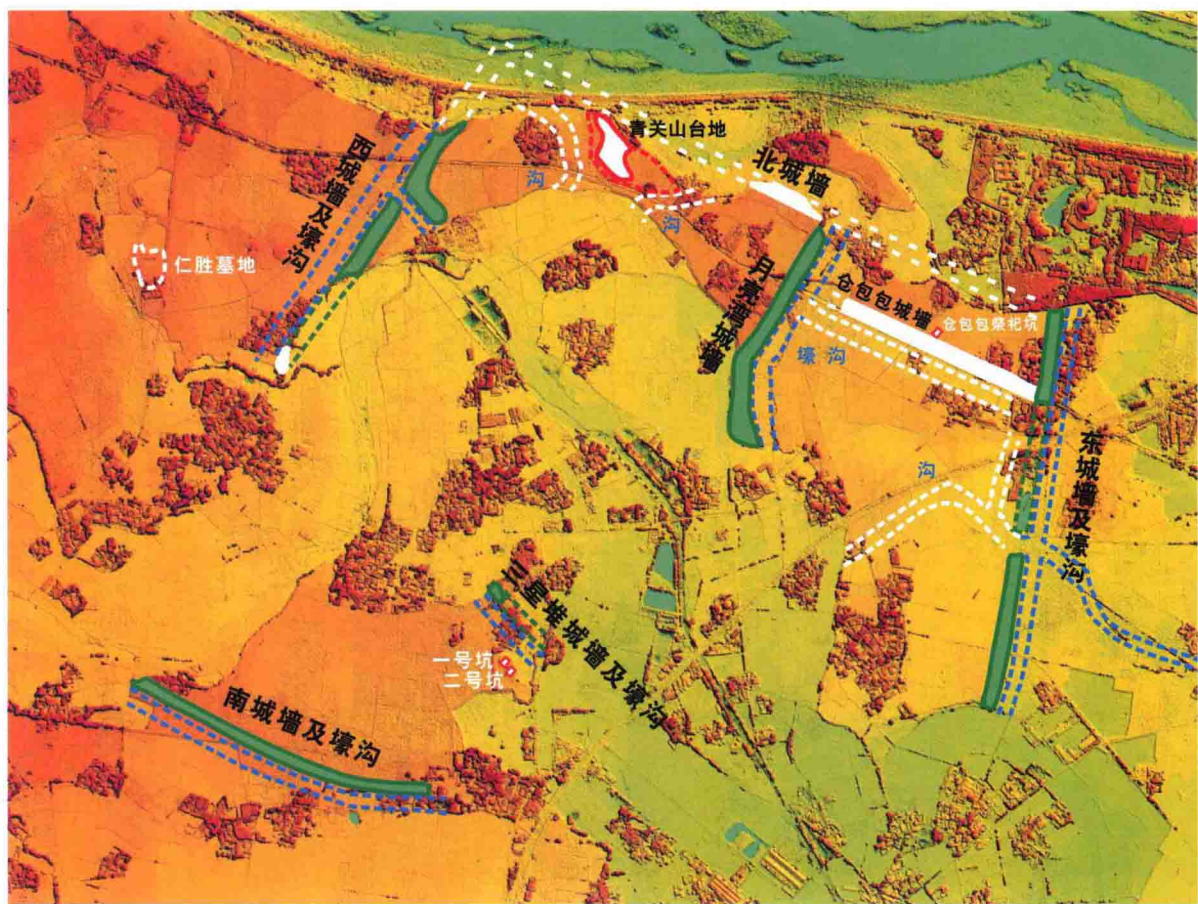 青关山台地
北城墙
西城墙及壕沟
沟
沟
仁胜墓地
月亮湾城墙
仓包包城墙
仓包包祭祀坑
壕沟
东城墙及壕沟
沟
三星堆城墙及壕沟
一号坑
二号坑
南城墙及壕沟